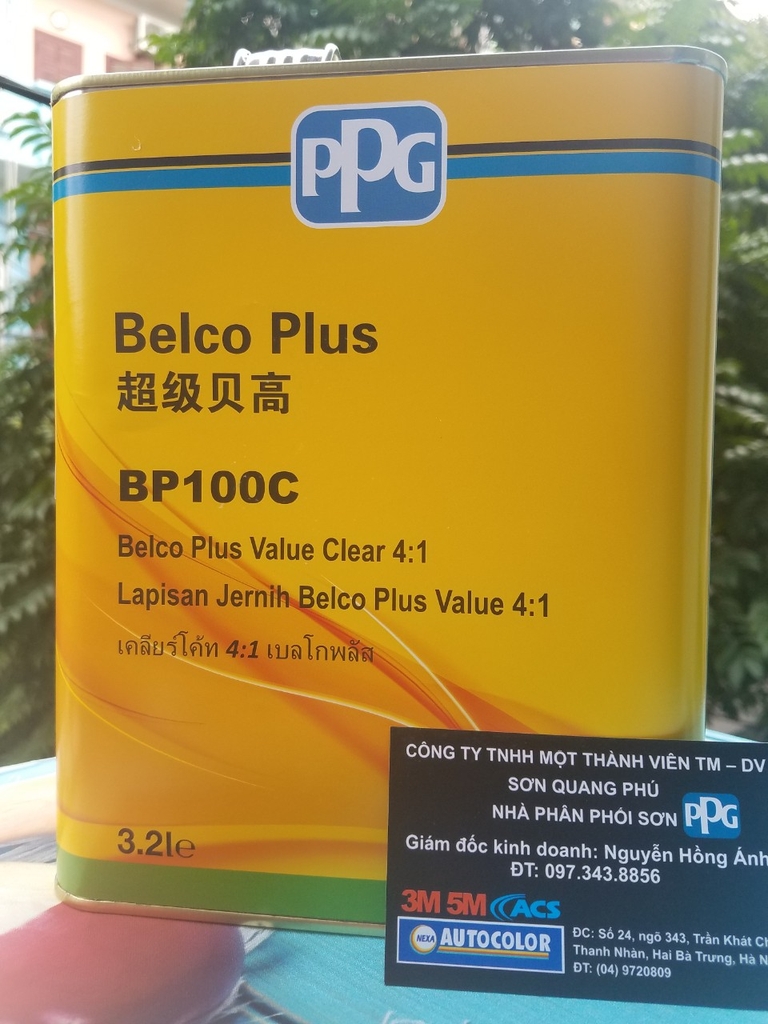 PPG
Belco Plus
超级贝高
BP100C
Belco Plus Value Clear 4:1
Lapisan Jernih Belco Plus Value 4:1
เคลียร์โค้ท 4:1 เบลโกพลัส
3.2le
CÔNG TY TNHH MỘT THÀNH VIÊN TM – DV
SƠN QUANG PHÚ
NHÀ PHÂN PHỐI SƠN PPG
Giám đốc kinh doanh: Nguyễn Hồng Ánh
ĐT: 097.343.8856
3M 5M ACS
NEXA AUTOCOLOR
ĐC: Số 24, ngõ 343, Trần Khát
Thanh Nhàn, Hai Bà Trưng, Hà
ĐT: (04) 9720809